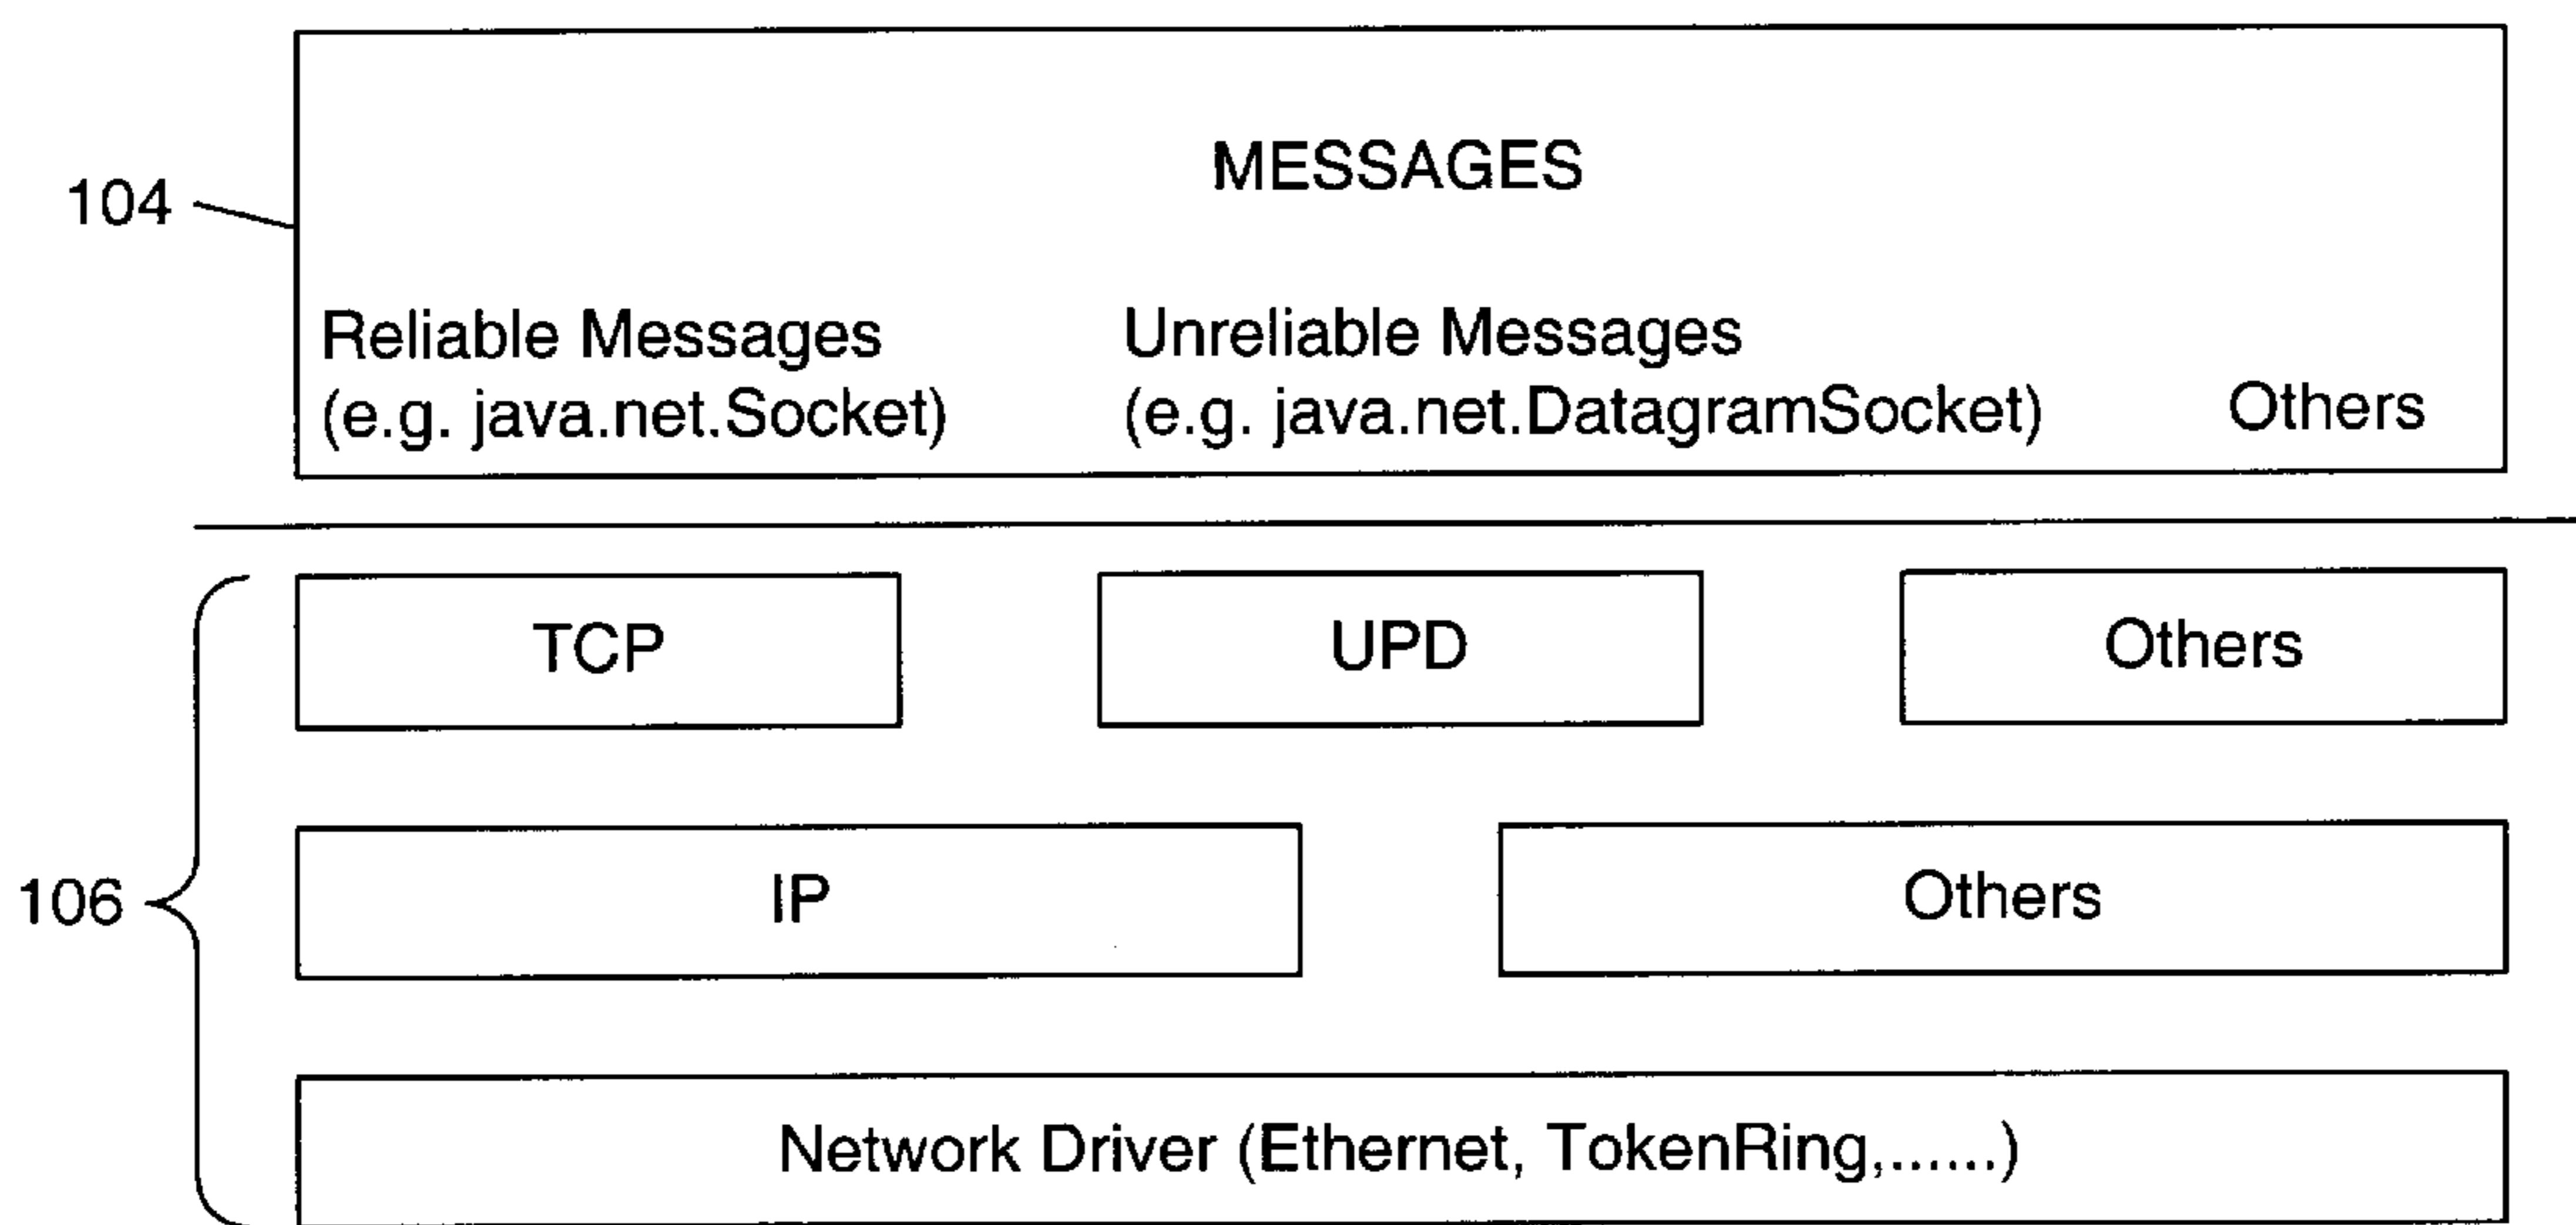 MESSAGES
104
Reliable Messages
(e.g. java.net.Socket)
Unreliable Messages
(e.g. java.net.DatagramSocket)
Others
TCP
UPD
Others
106
IP
Others
Network Driver (Ethernet, TokenRing,......)